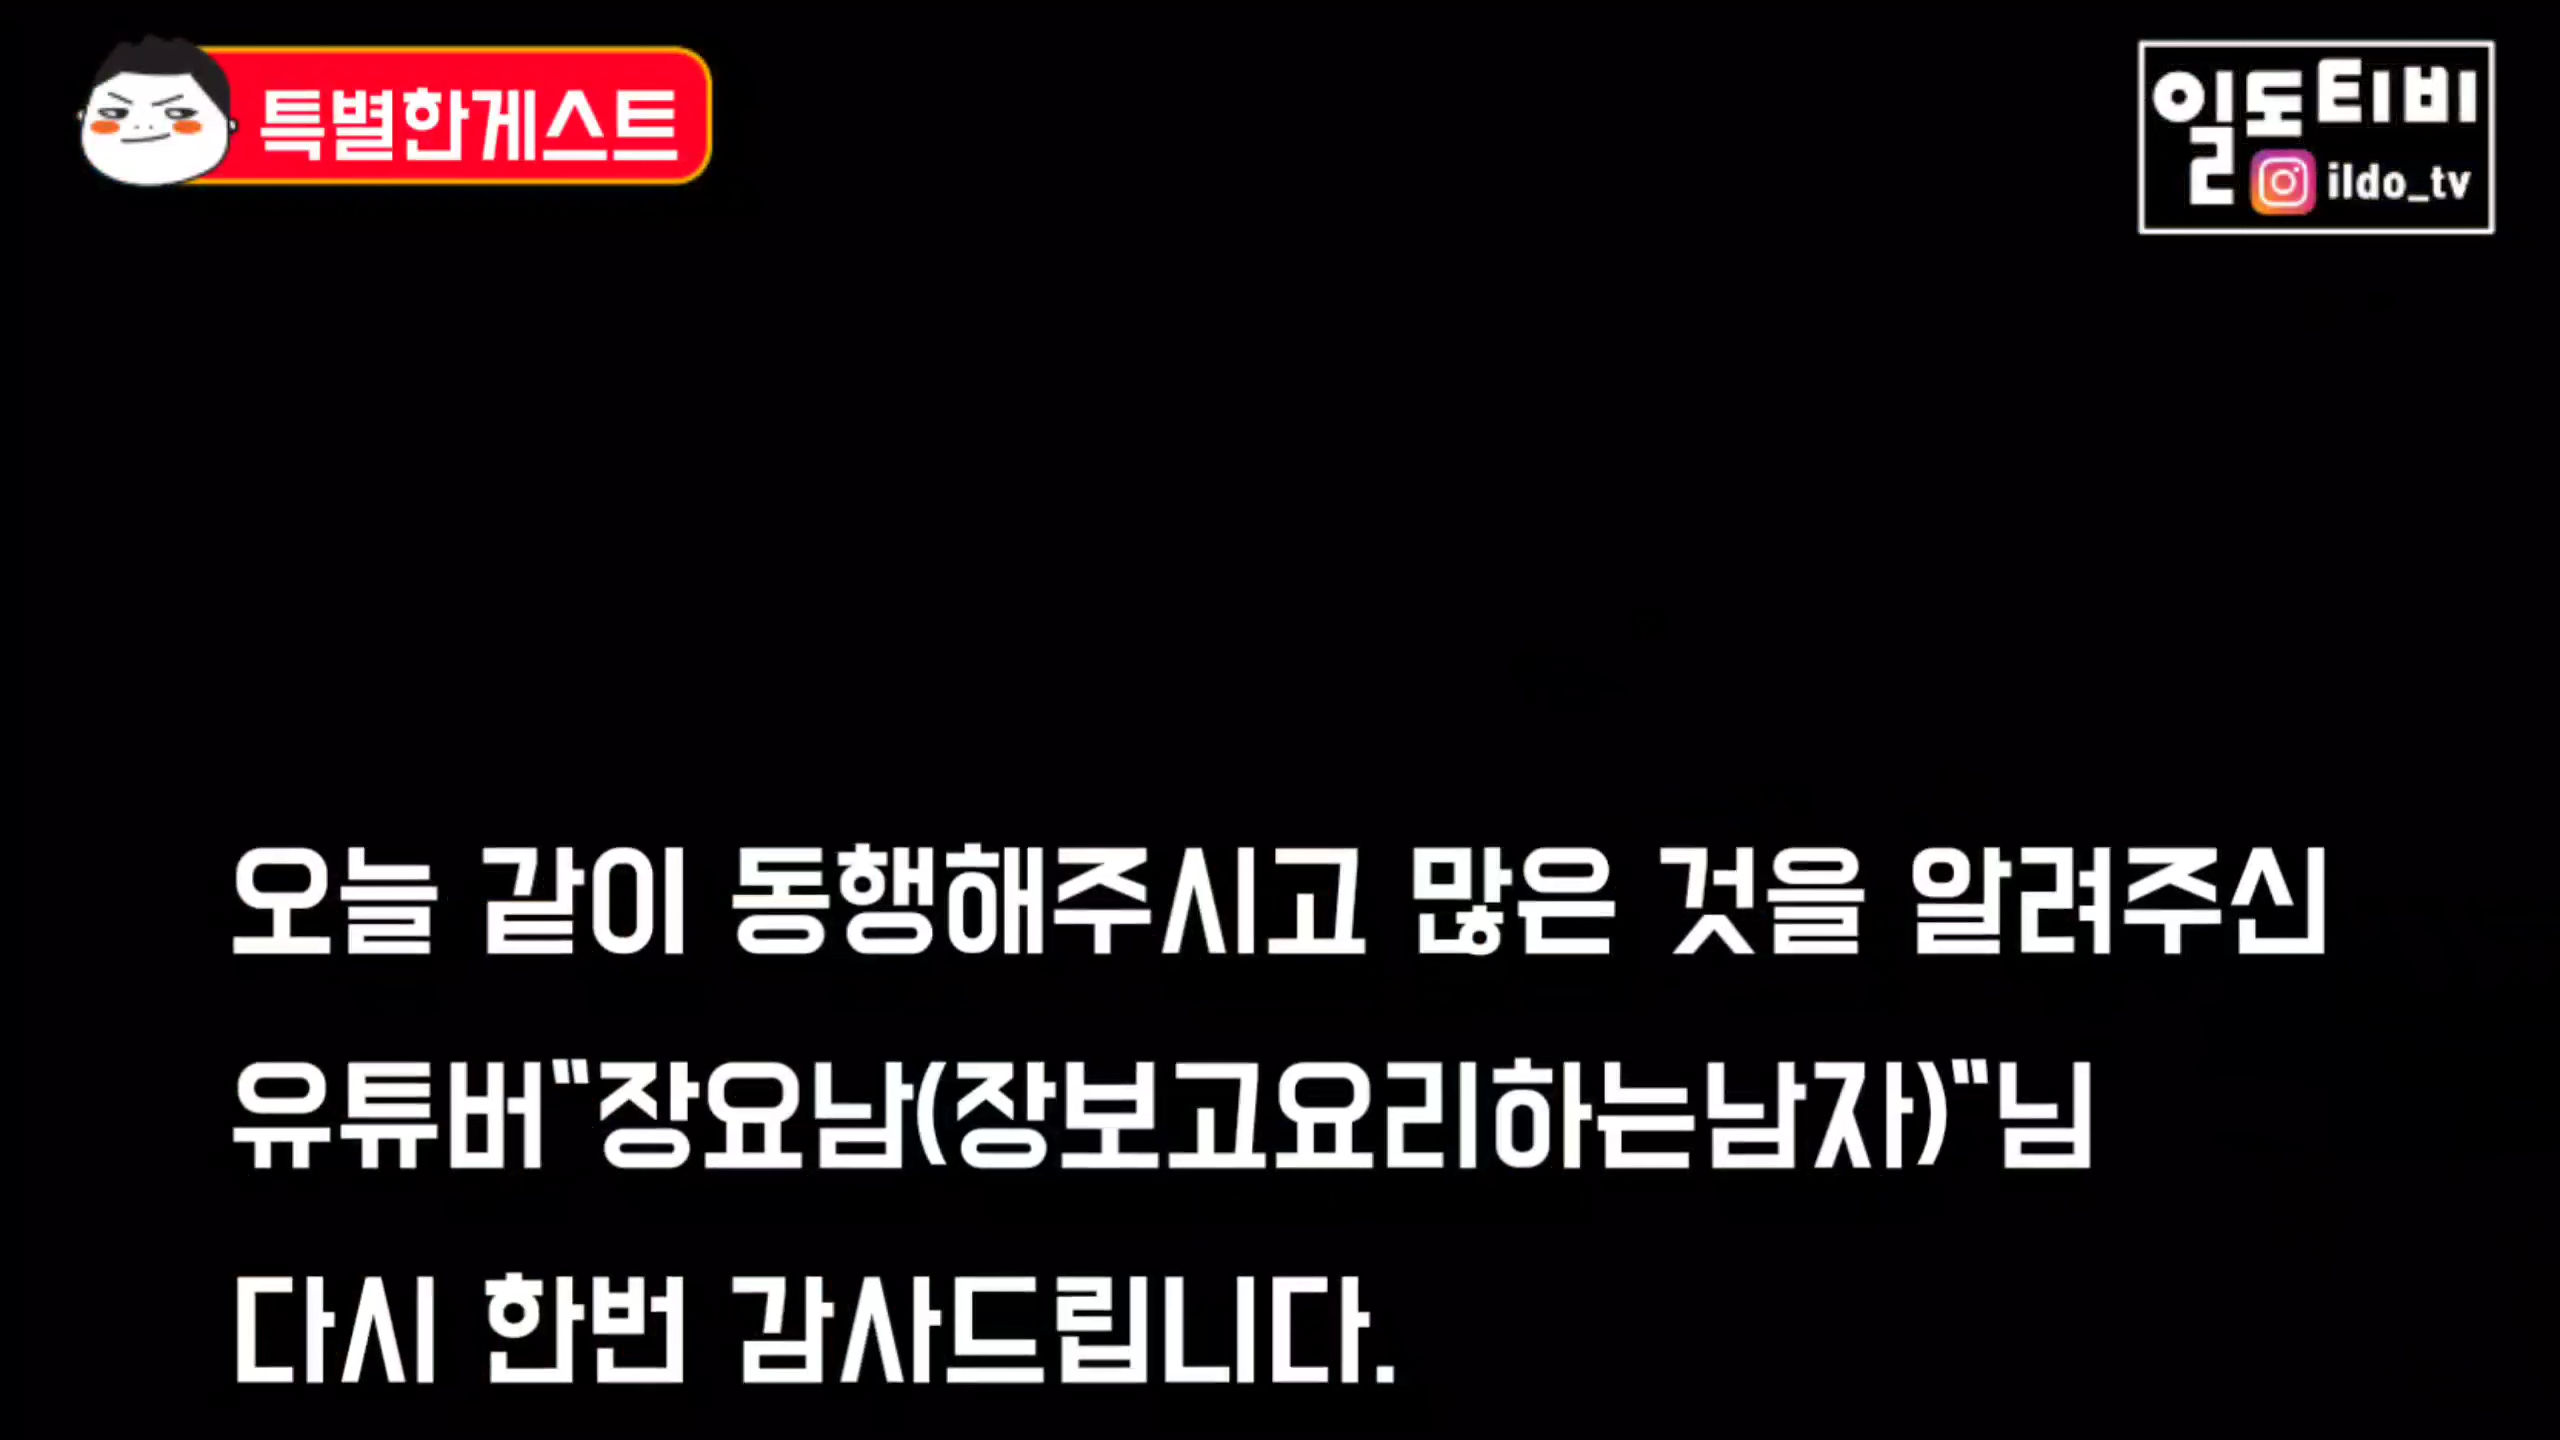 특별한게스트
일도티비
ildo_tv
오늘 같이 동행해주시고 많은 것을 알려주신
유튜버"장요남(장보고요리하는남자)"님
다시 한번 감사드립니다.